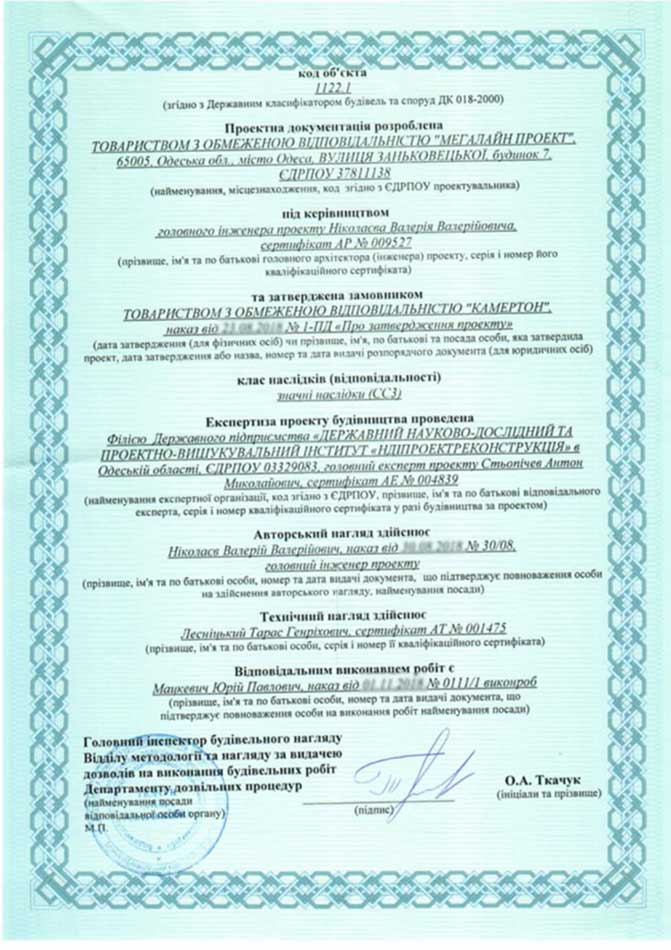 код об'єкта
1122.1
(згідно з Державним класифікатором будівель та споруд ДК 018-2000)
Проектна документація розроблена
ТОВАРИСТВОМ З ОБМЕЖЕНОЮ ВІДПОВІДАЛЬНІСТЮ "МЕГАЛАЙН ПРОЕКТ",
65005, Одеська обл., місто Одеса, ВУЛИЦЯ ЗАНЬКОВЕЦЬКОЇ, будинок 7,
ЄДРПОУ 37811138
(найменування, місцезнаходження, код згідно з ЄДРПОУ проектувальника)
під керівництвом
головного інженера проекту Ніколаєва Валерія Валерійовича,
сертифікат АР № 009527
(прізвище, ім'я та по батькові головного архітектора (інженера) проекту, серія і номер його
кваліфікаційного сертифіката)
та затверджена замовником
ТОВАРИСТВОМ З ОБМЕЖЕНОЮ ВІДПОВІДАЛЬНІСТЮ "КАМЕРТОН",
наказ від № 1-ПД «Про затвердження проекту»
(дата затвердження (для фізичних осіб) чи прізвище, ім'я, по батькові та посада особи, яка затвердила
проект, дата затвердження або назва, номер та дата видачі розпорядчого документа (для юридичних осіб)
клас наслідків (відповідальності)
значні наслідки (СС3)
Експертиза проекту будівництва проведена
Філією Державного підприємства «ДЕРЖАВНИЙ НАУКОВО-ДОСЛІДНИЙ ТА
ПРОЕКТНО-ВИШУКУВАЛЬНИЙ ІНСТИТУТ «НДІПРОЕКТРЕКОНСТРУКЦІЯ» в
Одеській області, ЄДРПОУ 03329083, головний експерт проекту Стьопічев Антон
Миколайович, сертифікат АЕ № 004839
(найменування експертної організації, код згідно з ЄДРПОУ, прізвище, ім'я та по батькові відповідального
експерта, серія і номер кваліфікаційного сертифіката у разі будівництва за проектом)
Авторський нагляд здійснює
Ніколаєв Валерій Валерійович, наказ від № 30/08,
головний інженер проекту
(прізвище, ім'я та по батькові особи, номер та дата видачі документа, що підтверджує повноваження особи
на здійснення авторського нагляду, найменування посади)
Технічний нагляд здійснює
Лесніцький Тарас Генріхович, сертифікат АТ № 001475
(прізвище, ім'я та по батькові особи, серія і номер її кваліфікаційного сертифіката)
Відповідальним виконавцем робіт є
Мацкевич Юрій Павлович, наказ від № 0111/1 виконроб
(прізвище, ім'я та по батькові особи, номер та дата видачі документа, що
підтверджує повноваження особи на виконання робіт найменування посади)
Головний інспектор будівельного нагляду
Відділу методології та нагляду за видачею
дозволів на виконання будівельних робіт
Департаменту дозвільних процедур
(найменування посади
відповідальної особи органу)
М.П.
(підпис)
О.А. Ткачук
(ініціали та прізвище)